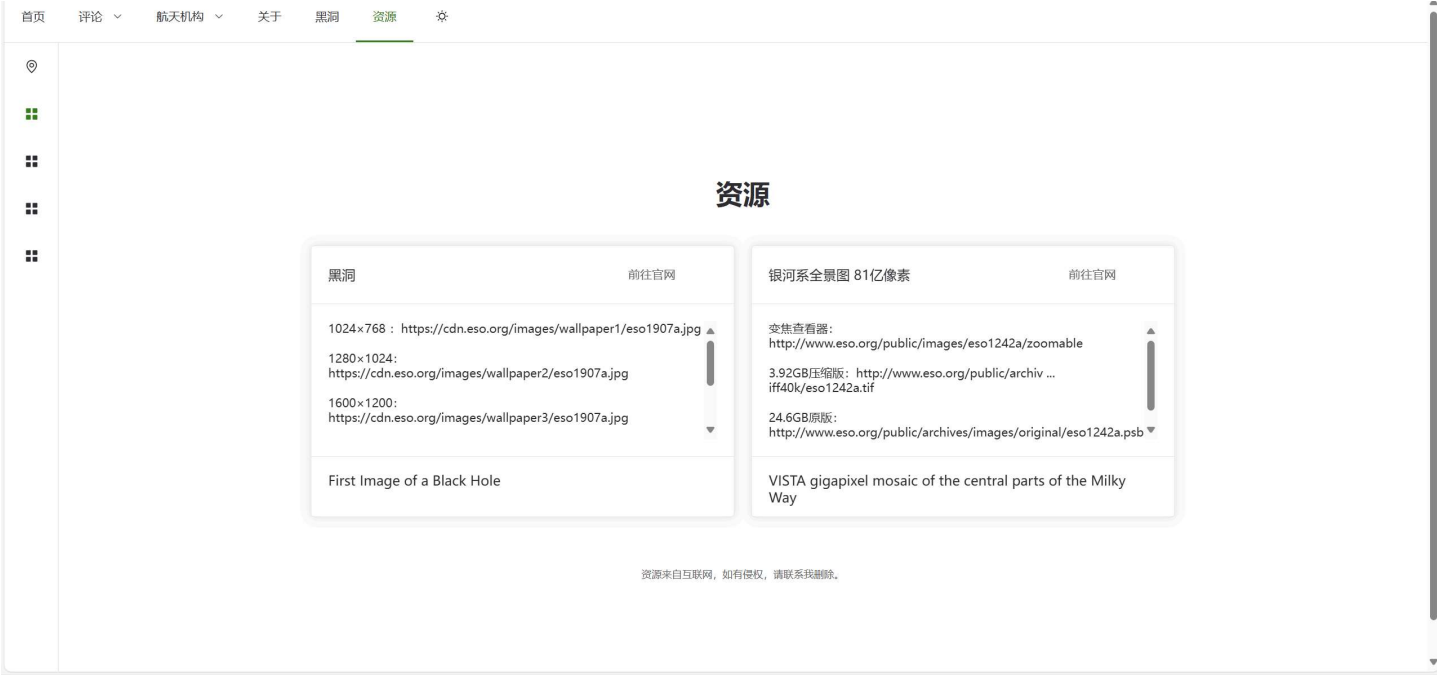 首页 评论 航天机构 关于 黑洞 资源
资源
黑洞 前往官网
1024×768 : https://cdn.eso.org/images/wallpaper1/eso1907a.jpg
1280×1024:
https://cdn.eso.org/images/wallpaper2/eso1907a.jpg
1600×1200:
https://cdn.eso.org/images/wallpaper3/eso1907a.jpg
First Image of a Black Hole
银河系全景图 81亿像素 前往官网
变焦查看器:
http://www.eso.org/public/images/eso1242a/zoomable
3.92GB压缩版: http://www.eso.org/public/archiv ...
iff40k/eso1242a.tif
24.6GB原版:
http://www.eso.org/public/archives/images/original/eso1242a.psb
VISTA gigapixel mosaic of the central parts of the Milky
Way
资源来自互联网，如有侵权，请联系我删除。